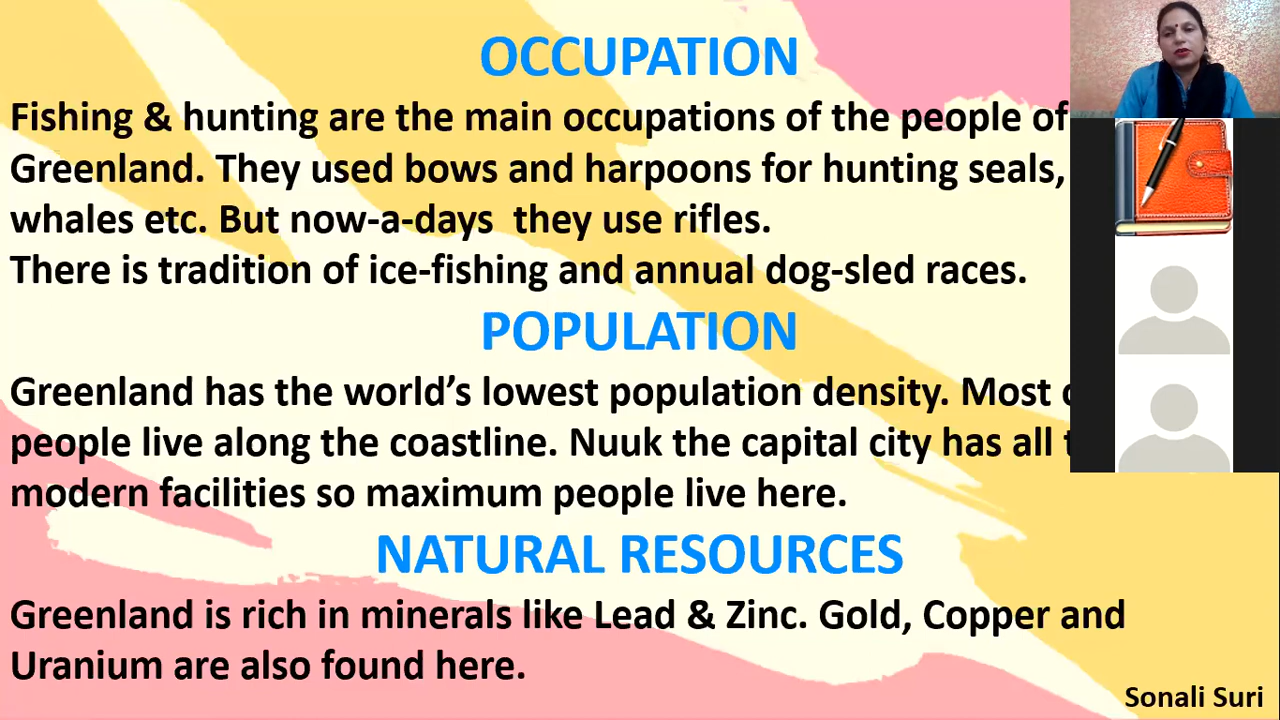 OCCUPATION
Fishing & hunting are the main occupations of the people of
Greenland. They used bows and harpoons for hunting seals,
whales etc. But now-a-days they use rifles.
There is tradition of ice-fishing and annual dog-sled races.
POPULATION
Greenland has the world's lowest population density. Most
people live along the coastline. Nuuk the capital city has all
modern facilities so maximum people live here.
NATURAL RESOURCES
Greenland is rich in minerals like Lead & Zinc. Gold, Copper and
Uranium are also found here.
Sonali Suri